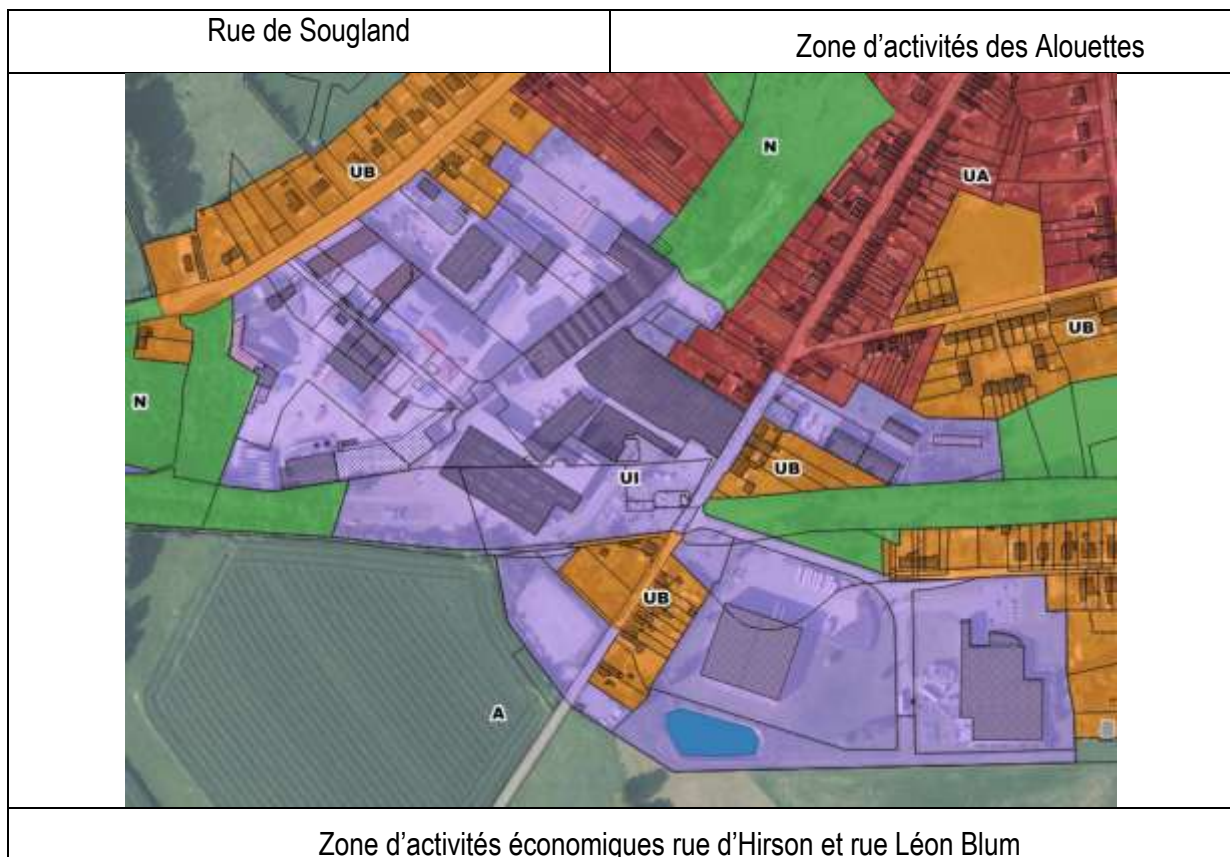 Rue de Sougland
Zone d’activités des Alouettes
N
UB
UA
UB
N
UB
UI
UB
A
Zone d’activités économiques rue d’Hirson et rue Léon Blum